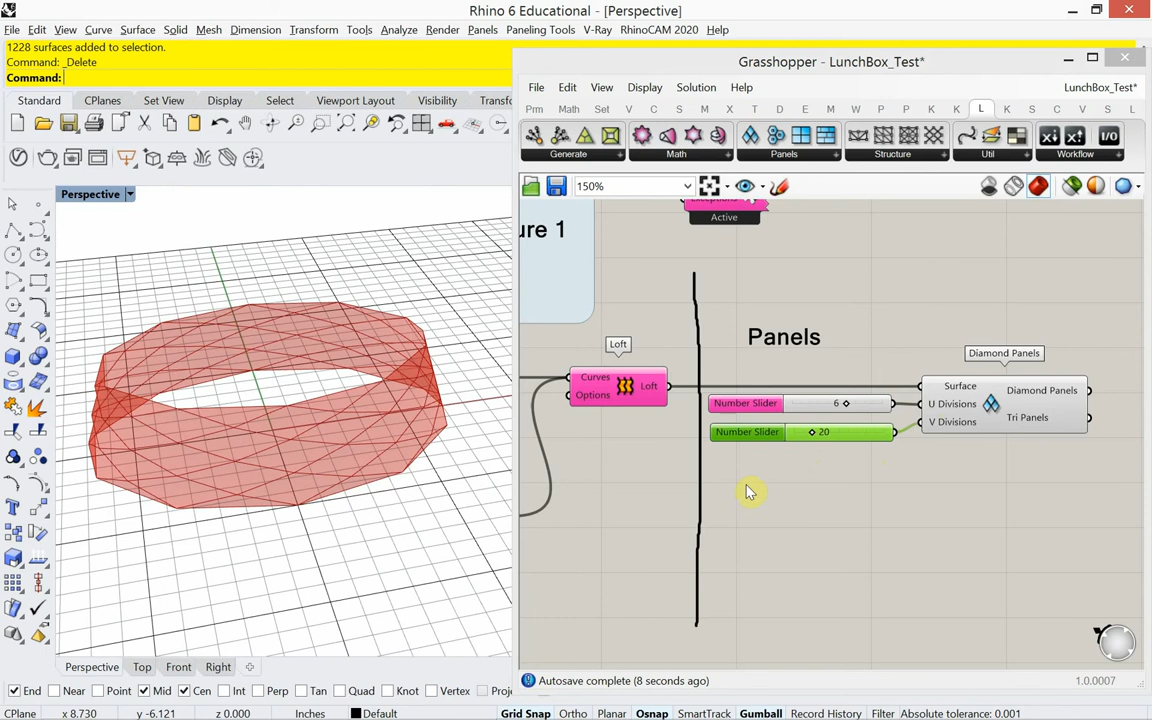 Rhino 6 Educational - [Perspective]
File Edit View Curve Surface Solid Mesh Dimension Transform Tools Analyze Render Panels Paneling Tools V-Ray RhinoCAM 2020 Help
1228 surfaces added to selection.
Command: _Delete
Command:
Standard CPlanes Set View Display Select Viewport Layout Visibility Transfo
Perspective
Grasshopper - LunchBox_Test*
File Edit View Display Solution Help LunchBox_Test*
Prm Math Set V C S M X T D E M V W P K K L K S C V M V S L
Generate Math Panels Structure Util Workflow
I/O
150%
Active
ure 1
Panels
Loft
Curves
Options
Loft
Diamond Panels
Number Slider 6
Number Slider 20
Surface
U Divisions
V Divisions
Diamond Panels
Tri Panels
Autosave complete (8 seconds ago) 1.0.0007
Perspective Top Front Right
End Near Point Mid Cen Int Perp Tan Quad Knot Vertex Proje
CPlane x 8.730 y -6.121 z 0.000 Inches Default Grid Snap Ortho Planar Osnap SmartTrack Gumball Record History Filter Absolute tolerance: 0.001